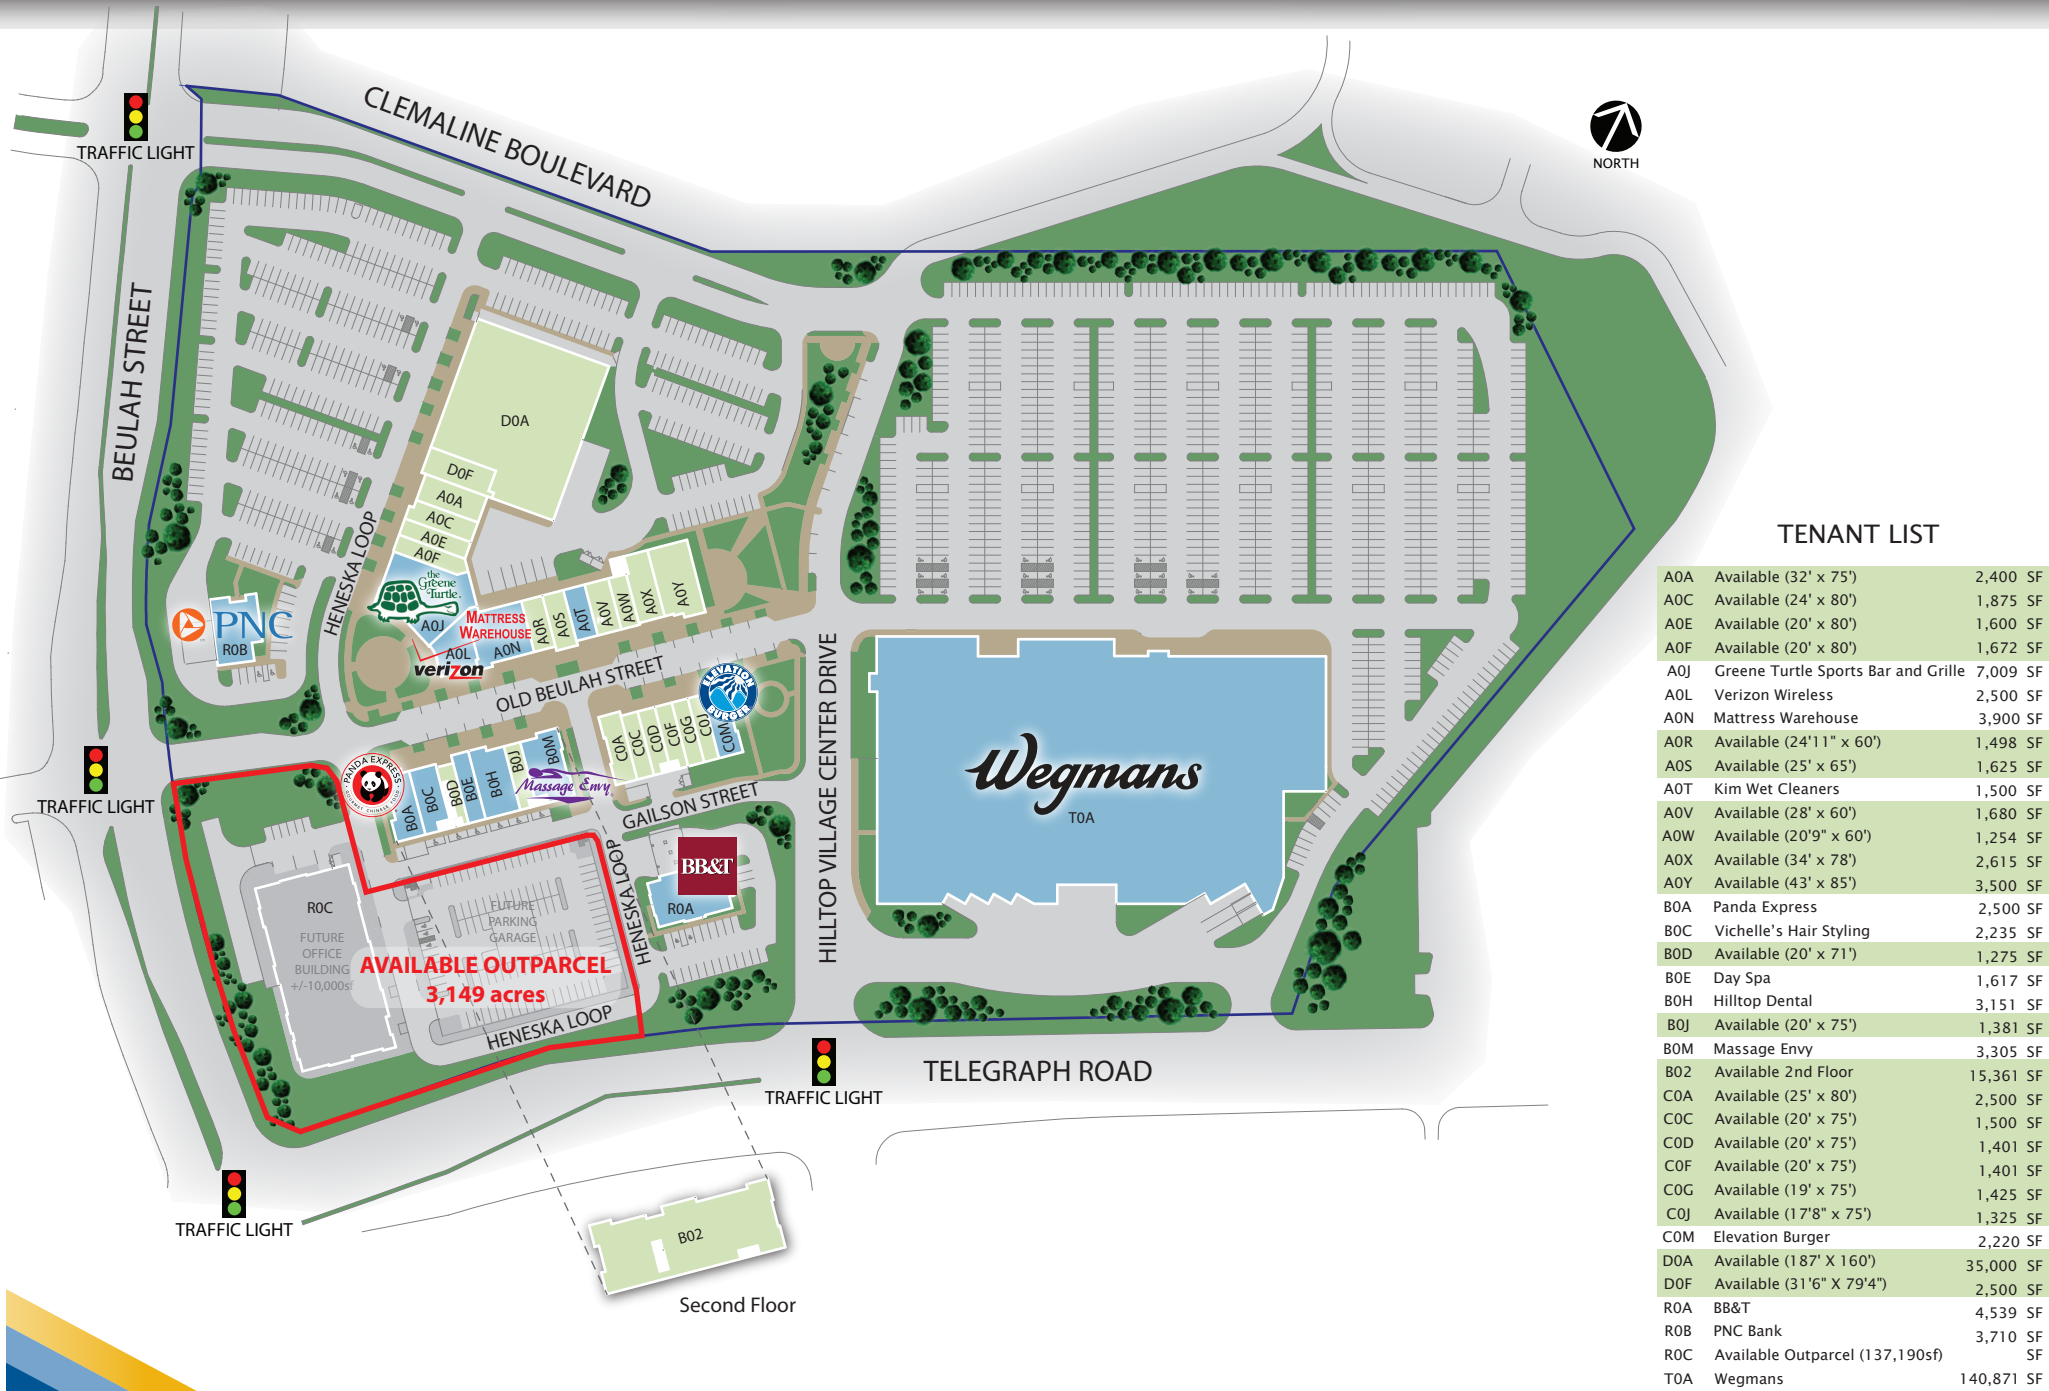 CLEMALINE BOULEVARD
TRAFFIC LIGHT
NORTH
BEULAH STREET
D0A
D0F
A0A
A0C
A0E
A0F
HENESKA LOOP
the
Greene
Turtle
A0J
MATTRESS
WAREHOUSE
A0L
A0N
verizon
A0R
A0S
A0T
A0V
A0W
A0X
A0Y
PNC
R0B
OLD BEULAH STREET
ELEVATION
BURGER
HILLTOP VILLAGE CENTER DRIVE
Wegmans
T0A
TRAFFIC LIGHT
PANDA EXPRESS
GOURMET CHINESE FOOD
B0A
B0C
B0D
B0E
B0H
B0J
B0M
Massage Envy
C0A
C0C
C0D
C0F
C0G
C0J
C0M
GAILSON STREET
HENESKA LOOP
BB&T
R0A
R0C
FUTURE
OFFICE
BUILDING
+/-10,000sf
FUTURE
PARKING
GARAGE
AVAILABLE OUTPARCEL
3,149 acres
HENESKA LOOP
TELEGRAPH ROAD
TRAFFIC LIGHT
TRAFFIC LIGHT
B02
Second Floor
TENANT LIST
A0A Available (32' x 75') 2,400 SF
A0C Available (24' x 80') 1,875 SF
A0E Available (20' x 80') 1,600 SF
A0F Available (20' x 80') 1,672 SF
A0J Greene Turtle Sports Bar and Grille 7,009 SF
A0L Verizon Wireless 2,500 SF
A0N Mattress Warehouse 3,900 SF
A0R Available (24'11" x 60') 1,498 SF
A0S Available (25' x 65') 1,625 SF
A0T Kim Wet Cleaners 1,500 SF
A0V Available (28' x 60') 1,680 SF
A0W Available (20'9" x 60') 1,254 SF
A0X Available (34' x 78') 2,615 SF
A0Y Available (43' x 85') 3,500 SF
B0A Panda Express 2,500 SF
B0C Vichelle's Hair Styling 2,235 SF
B0D Available (20' x 71') 1,275 SF
B0E Day Spa 1,617 SF
B0H Hilltop Dental 3,151 SF
B0J Available (20' x 75') 1,381 SF
B0M Massage Envy 3,305 SF
B02 Available 2nd Floor 15,361 SF
C0A Available (25' x 80') 2,500 SF
C0C Available (20' x 75') 1,500 SF
C0D Available (20' x 75') 1,401 SF
C0F Available (20' x 75') 1,401 SF
C0G Available (19' x 75') 1,425 SF
C0J Available (17'8" x 75') 1,325 SF
C0M Elevation Burger 2,220 SF
D0A Available (187' X 160') 35,000 SF
D0F Available (31'6" X 79'4") 2,500 SF
R0A BB&T 4,539 SF
R0B PNC Bank 3,710 SF
R0C Available Outparcel (137,190sf) SF
T0A Wegmans 140,871 SF